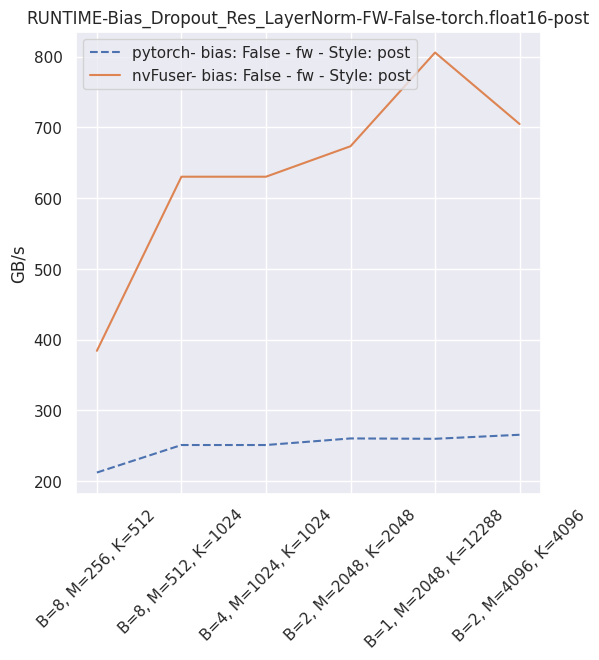 RUNTIME-Bias_Dropout_Res_LayerNorm-FW-False-torch.float16-post
pytorch- bias: False - fw - Style: post
nvFuser- bias: False - fw - Style: post
GB/s
800
700
600
500
400
300
200
B=8, M=256, K=512
B=8, M=512, K=1024
B=4, M=1024, K=1024
B=2, M=2048, K=2048
B=1, M=2048, K=12288
B=2, M=4096, K=4096